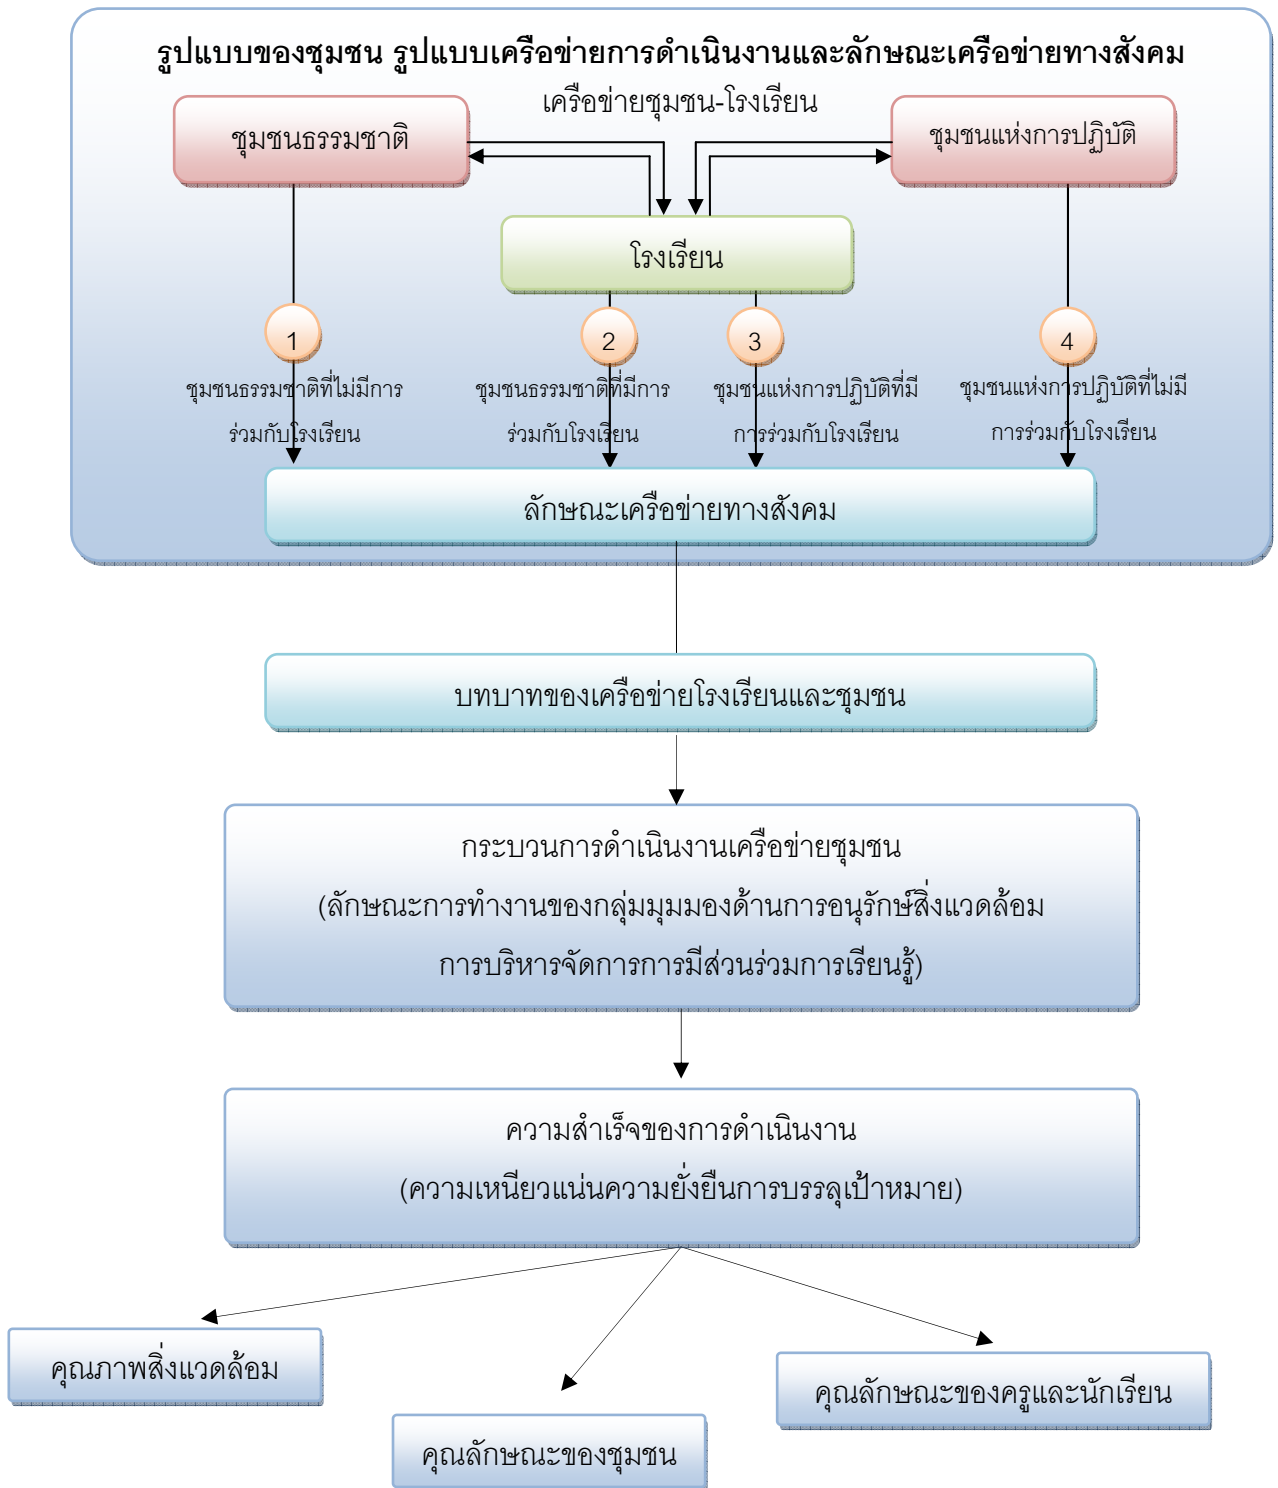 รูปแบบของชุมชน รูปแบบเครือข่ายการดำเนินงานและลักษณะเครือข่ายทางสังคม
เครือข่ายชุมชน-โรงเรียน
ชุมชนธรรมชาติ
ชุมชนแห่งการปฏิบัติ
โรงเรียน
1
2
3
4
ชุมชนธรรมชาติที่ไม่มีการ
ร่วมกับโรงเรียน
ชุมชนธรรมชาติที่มีการ
ร่วมกับโรงเรียน
ชุมชนแห่งการปฏิบัติที่มี
การร่วมกับโรงเรียน
ชุมชนแห่งการปฏิบัติที่ไม่มี
การร่วมกับโรงเรียน
ลักษณะเครือข่ายทางสังคม
บทบาทของเครือข่ายโรงเรียนและชุมชน
กระบวนการดำเนินงานเครือข่ายชุมชน
(ลักษณะการทำงานของกลุ่มมุมมองด้านการอนุรักษ์สิ่งแวดล้อม
การบริหารจัดการการมีส่วนร่วมการเรียนรู้)
ความสำเร็จของการดำเนินงาน
(ความเหนียวแน่นความยั่งยืนการบรรลุเป้าหมาย)
คุณภาพสิ่งแวดล้อม
คุณลักษณะของครูและนักเรียน
คุณลักษณะของชุมชน